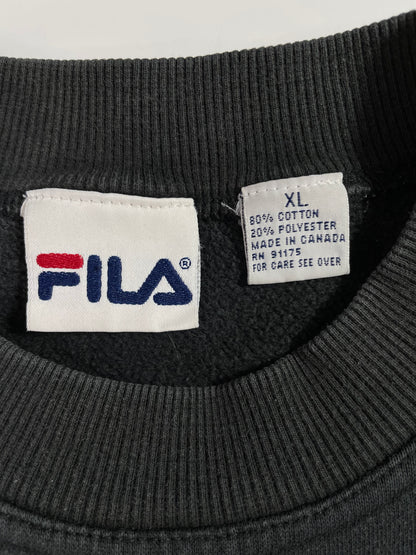 FILA®
XL
80% COTTON
20% POLYESTER
MADE IN CANADA
RN 91175
FOR CARE SEE OVER